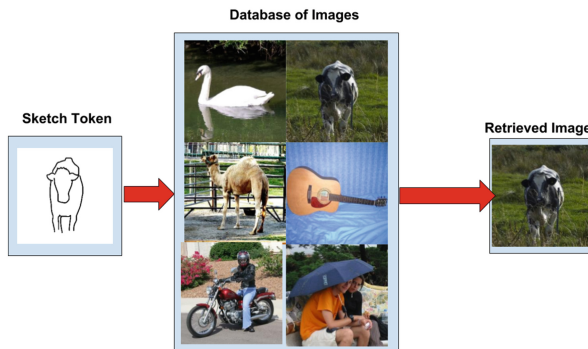 Database of Images
Sketch Token
Retrieved Image